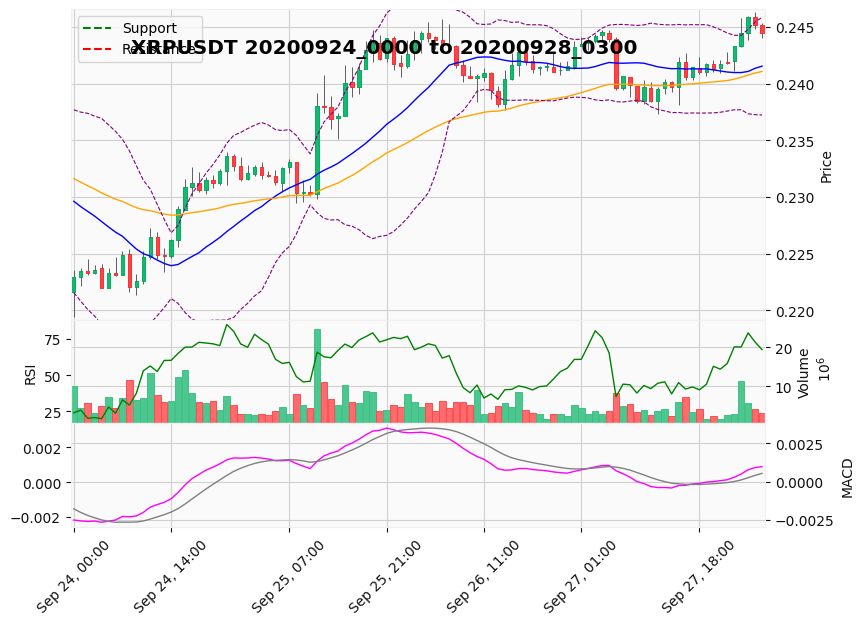 XRPUSDT 20200924_0000 to 20200928_0300
Support
Resistance
0.245
0.240
0.235
0.230
0.225
0.220
Price
75
50
25
RSI
20
10
Volume
10^6
0.002
0.000
−0.002
0.0025
0.0000
−0.0025
MACD
Sep 24, 00:00
Sep 24, 14:00
Sep 25, 07:00
Sep 25, 21:00
Sep 26, 11:00
Sep 27, 01:00
Sep 27, 18:00